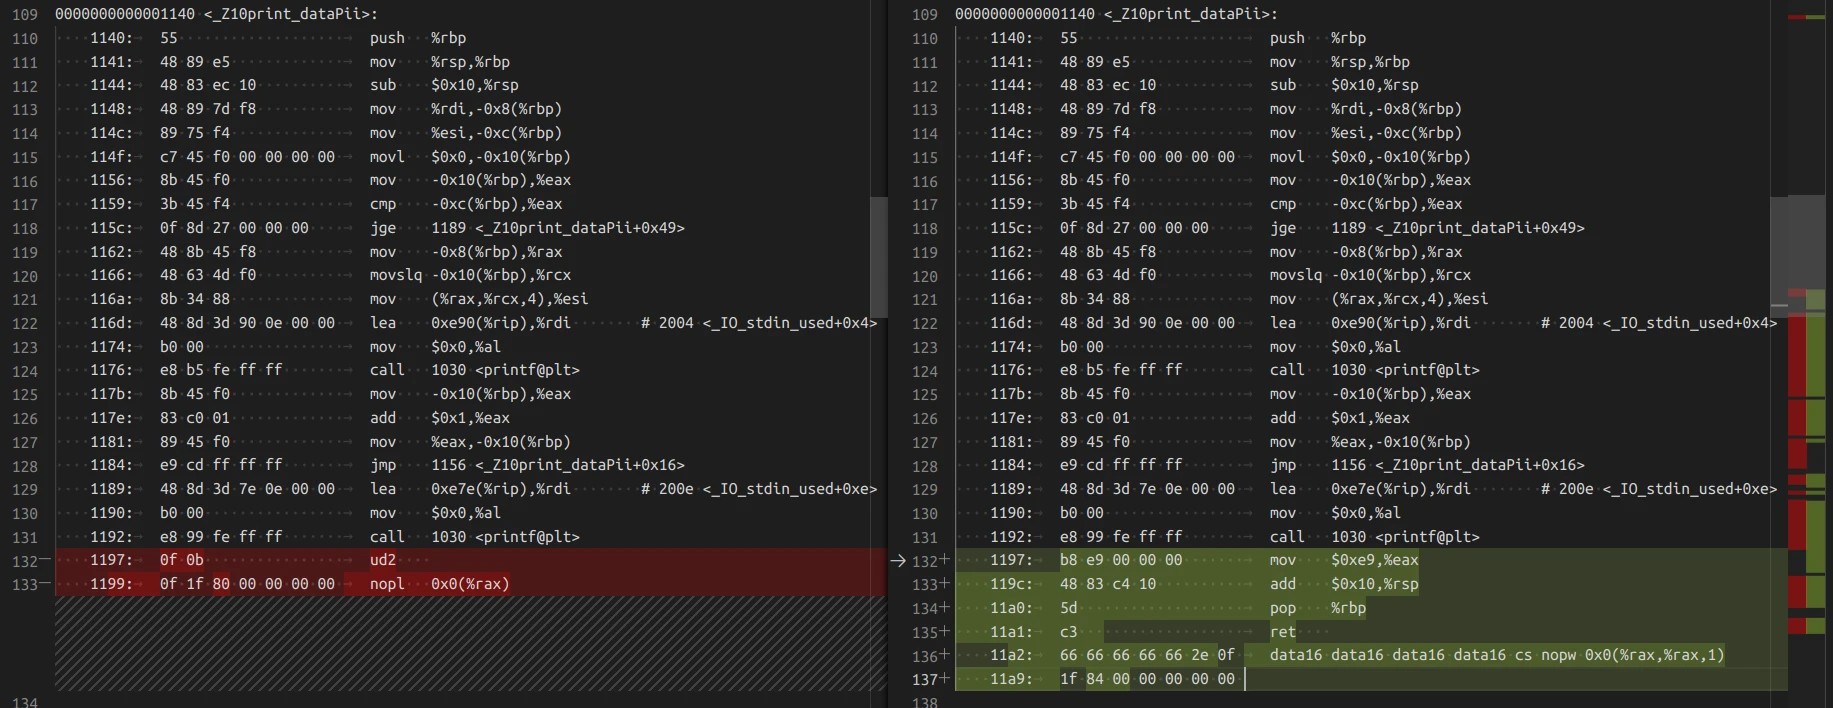 109 0000000000001140 <_Z10print_dataPii>:
110 1140: 55 push %rbp
111 1141: 48 89 e5 mov %rsp,%rbp
112 1144: 48 83 ec 10 sub $0x10,%rsp
113 1148: 48 89 7d f8 mov %rdi,-0x8(%rbp)
114 114c: 89 75 f4 mov %esi,-0xc(%rbp)
115 114f: c7 45 f0 00 00 00 00 movl $0x0,-0x10(%rbp)
116 1156: 8b 45 f0 mov -0x10(%rbp),%eax
117 1159: 3b 45 f4 cmp -0xc(%rbp),%eax
118 115c: 0f 8d 27 00 00 00 jge 1189 <_Z10print_dataPii+0x49>
119 1162: 48 8b 45 f8 mov -0x8(%rbp),%rax
120 1166: 48 63 4d f0 movslq -0x10(%rbp),%rcx
121 116a: 8b 34 88 mov (%rax,%rcx,4),%esi
122 116d: 48 8d 3d 90 0e 00 00 lea 0xe90(%rip),%rdi # 2004 <_IO_stdin_used+0x4>
123 1174: b0 00 mov $0x0,%al
124 1176: e8 b5 fe ff ff call 1030 <printf@plt>
125 117b: 8b 45 f0 mov -0x10(%rbp),%eax
126 117e: 83 c0 01 add $0x1,%eax
127 1181: 89 45 f0 mov %eax,-0x10(%rbp)
128 1184: e9 cd ff ff ff jmp 1156 <_Z10print_dataPii+0x16>
129 1189: 48 8d 3d 7e 0e 00 00 lea 0xe7e(%rip),%rdi # 200e <_IO_stdin_used+0xe>
130 1190: b0 00 mov $0x0,%al
131 1192: e8 99 fe ff ff call 1030 <printf@plt>
132− 1197: 0f 0b ud2
133− 1199: 0f 1f 80 00 00 00 00 nopl 0x0(%rax)
134
109 0000000000001140 <_Z10print_dataPii>:
110 1140: 55 push %rbp
111 1141: 48 89 e5 mov %rsp,%rbp
112 1144: 48 83 ec 10 sub $0x10,%rsp
113 1148: 48 89 7d f8 mov %rdi,-0x8(%rbp)
114 114c: 89 75 f4 mov %esi,-0xc(%rbp)
115 114f: c7 45 f0 00 00 00 00 movl $0x0,-0x10(%rbp)
116 1156: 8b 45 f0 mov -0x10(%rbp),%eax
117 1159: 3b 45 f4 cmp -0xc(%rbp),%eax
118 115c: 0f 8d 27 00 00 00 jge 1189 <_Z10print_dataPii+0x49>
119 1162: 48 8b 45 f8 mov -0x8(%rbp),%rax
120 1166: 48 63 4d f0 movslq -0x10(%rbp),%rcx
121 116a: 8b 34 88 mov (%rax,%rcx,4),%esi
122 116d: 48 8d 3d 90 0e 00 00 lea 0xe90(%rip),%rdi # 2004 <_IO_stdin_used+0x4>
123 1174: b0 00 mov $0x0,%al
124 1176: e8 b5 fe ff ff call 1030 <printf@plt>
125 117b: 8b 45 f0 mov -0x10(%rbp),%eax
126 117e: 83 c0 01 add $0x1,%eax
127 1181: 89 45 f0 mov %eax,-0x10(%rbp)
128 1184: e9 cd ff ff ff jmp 1156 <_Z10print_dataPii+0x16>
129 1189: 48 8d 3d 7e 0e 00 00 lea 0xe7e(%rip),%rdi # 200e <_IO_stdin_used+0xe>
130 1190: b0 00 mov $0x0,%al
131 1192: e8 99 fe ff ff call 1030 <printf@plt>
132+ 1197: b8 e9 00 00 00 mov $0xe9,%eax
133+ 119c: 48 83 c4 10 add $0x10,%rsp
134+ 11a0: 5d pop %rbp
135+ 11a1: c3 ret
136+ 11a2: 66 66 66 66 66 2e 0f data16 data16 data16 data16 cs nopw 0x0(%rax,%rax,1)
137+ 11a9: 1f 84 00 00 00 00 00
138